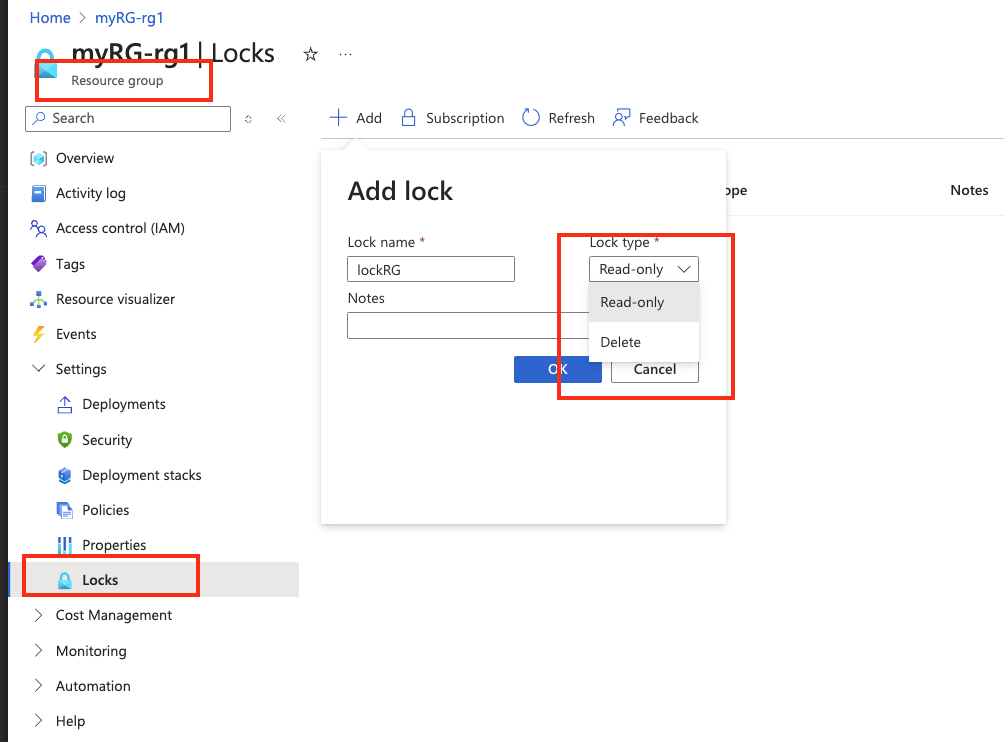 Home > myRG-rg1
myRG-rg1 | Locks
Resource group
Search
Add Subscription Refresh Feedback
Overview
Activity log
Access control (IAM)
Tags
Resource visualizer
Events
Settings
Deployments
Security
Deployment stacks
Policies
Properties
Locks
Cost Management
Monitoring
Automation
Help
Add lock
Lock name *
lockRG
Lock type *
Read-only
Read-only
Delete
Notes
OK Cancel
Notes